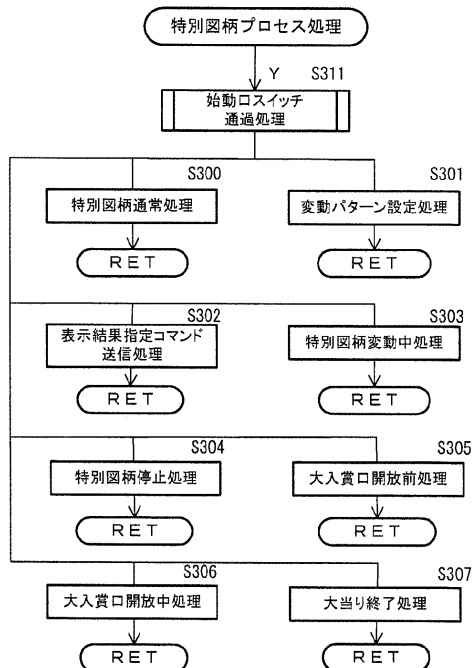 特別図柄プロセス処理
Y
S311
始動口スイッチ
通過処理
S300
S301
特別図柄通常処理
変動パターン設定処理
RET
RET
S302
S303
表示結果指定コマンド
送信処理
特別図柄変動中処理
RET
RET
S304
S305
特別図柄停止処理
大入賞口開放前処理
RET
RET
S306
S307
大入賞口開放中処理
大当り終了処理
RET
RET